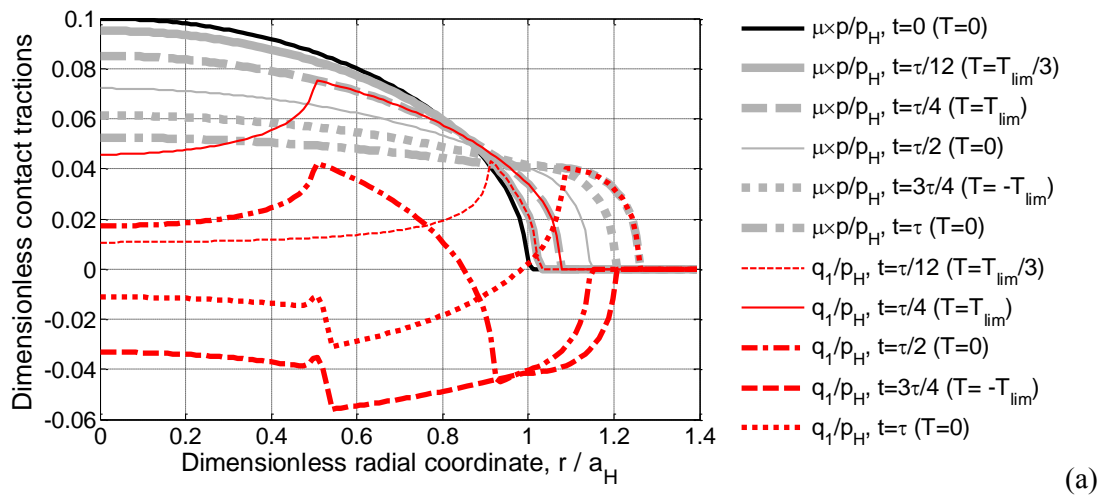 0.1
0.08
0.06
0.04
0.02
0
-0.02
-0.04
-0.06
Dimensionless contact tractions
0 0.2 0.4 0.6 0.8 1 1.2 1.4
Dimensionless radial coordinate, r / a_H
μ×p/p_H, t=0 (T=0)
μ×p/p_H, t=τ/12 (T=T_lim/3)
μ×p/p_H, t=τ/4 (T=T_lim)
μ×p/p_H, t=τ/2 (T=0)
μ×p/p_H, t=3τ/4 (T= -T_lim)
μ×p/p_H, t=τ (T=0)
q_1/p_H, t=τ/12 (T=T_lim/3)
q_1/p_H, t=τ/4 (T=T_lim)
q_1/p_H, t=τ/2 (T=0)
q_1/p_H, t=3τ/4 (T= -T_lim)
q_1/p_H, t=τ (T=0)
(a)